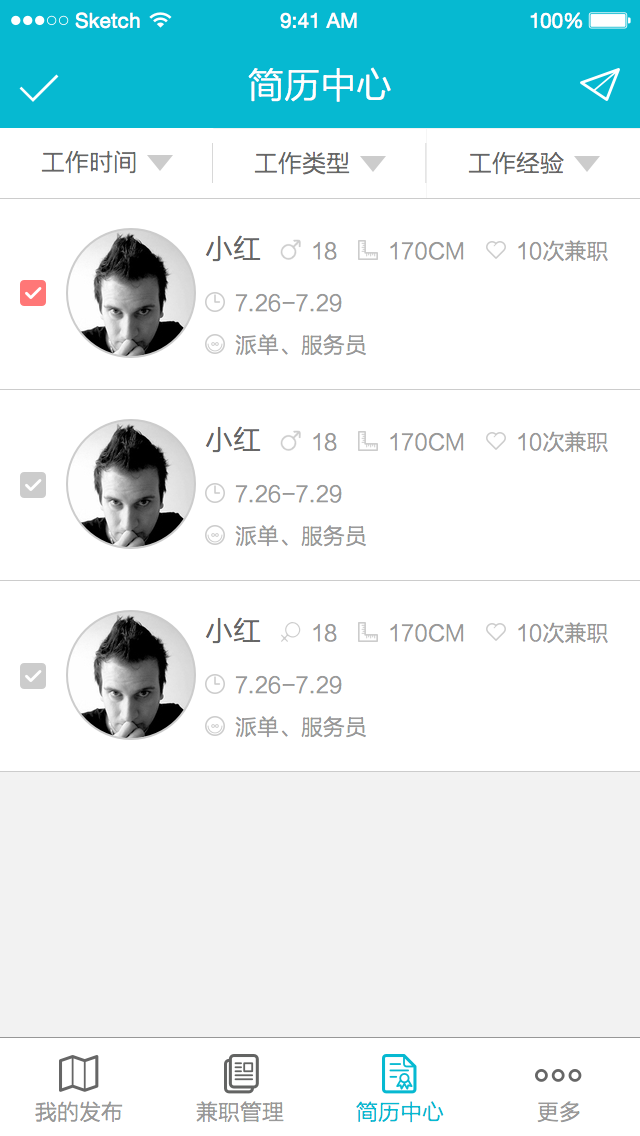 Sketch 9:41 AM 100%
简历中心
工作时间 工作类型 工作经验
小红 18 170CM 10次兼职
7.26-7.29
派单、服务员
小红 18 170CM 10次兼职
7.26-7.29
派单、服务员
小红 18 170CM 10次兼职
7.26-7.29
派单、服务员
我的发布 兼职管理 简历中心 更多